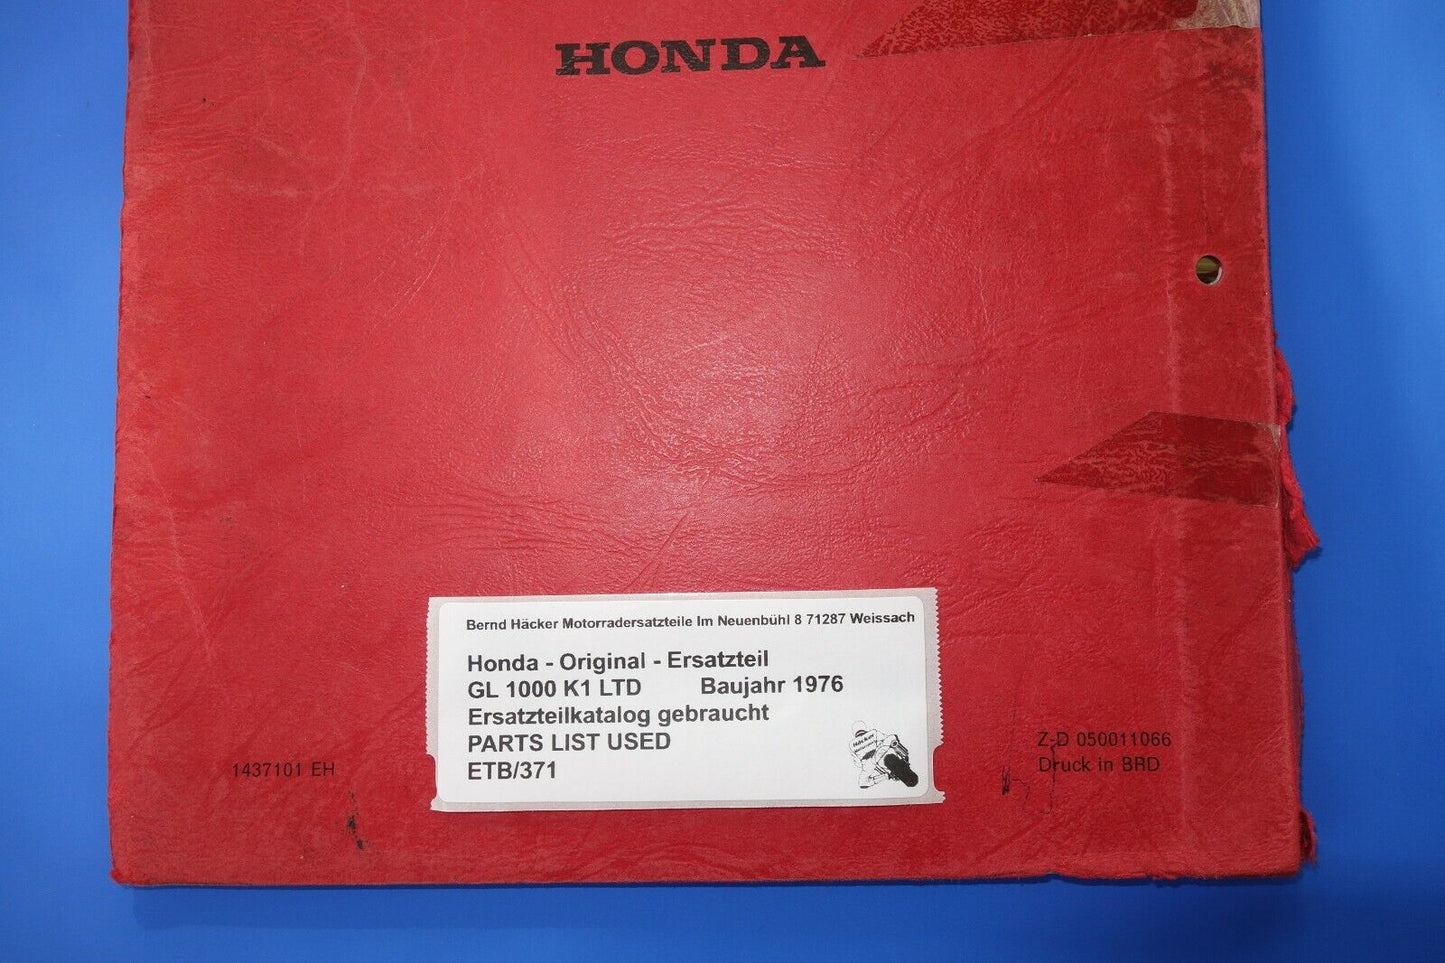 HONDA
Bernd Häcker Motorradersatzteile Im Neuenbühl 8 71287 Weissach
Honda - Original - Ersatzteil
GL 1000 K1 LTD Baujahr 1976
Ersatzteilkatalog gebraucht
PARTS LIST USED
ETB/371
1437101 EH
Z-D 050011066
Druck in BRD